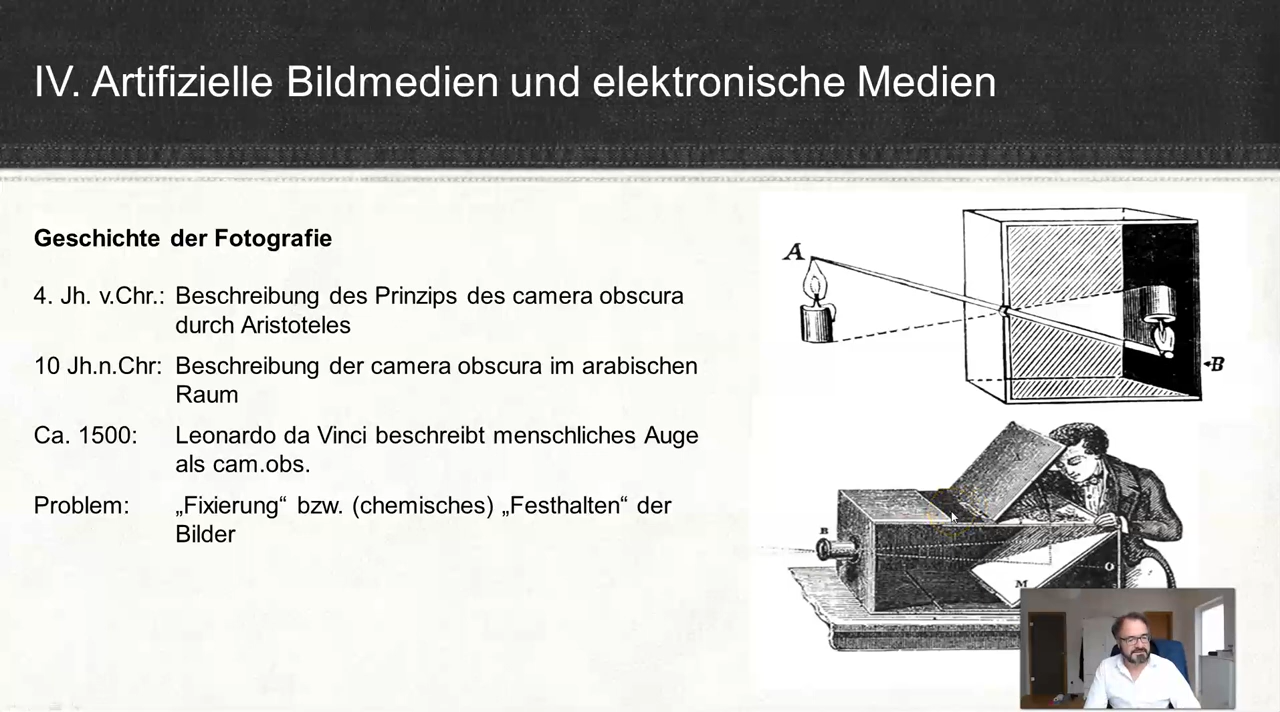 IV. Artifizielle Bildmedien und elektronische Medien
Geschichte der Fotografie
4. Jh. v.Chr.: Beschreibung des Prinzips des camera obscura
durch Aristoteles
10 Jh.n.Chr: Beschreibung der camera obscura im arabischen
Raum
Ca. 1500: Leonardo da Vinci beschreibt menschliches Auge
als cam.obs.
Problem: „Fixierung“ bzw. (chemisches) „Festhalten“ der
Bilder
A
B
B
O
M